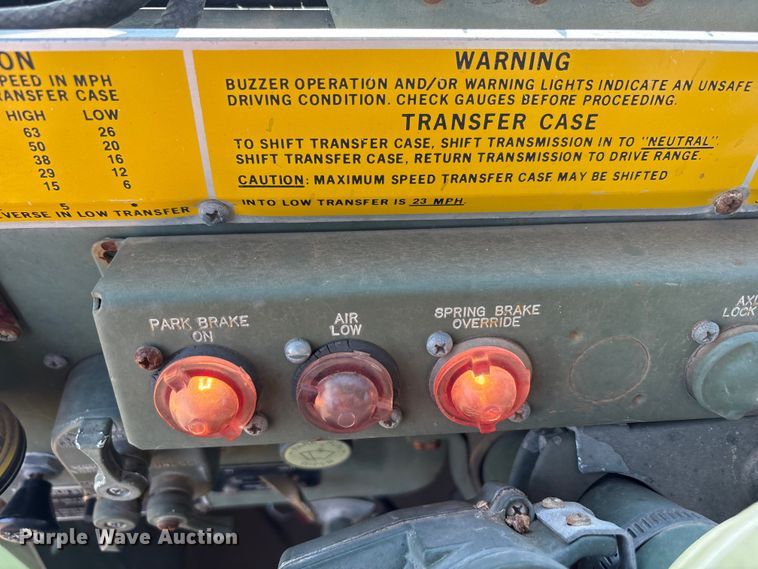 ON
SPEED IN MPH
TRANSFER CASE
HIGH LOW
63 26
50 20
38 16
29 12
15 6
5 •
REVERSE IN LOW TRANSFER
WARNING
BUZZER OPERATION AND/OR WARNING LIGHTS INDICATE AN UNSAFE
DRIVING CONDITION. CHECK GAUGES BEFORE PROCEEDING.
TRANSFER CASE
TO SHIFT TRANSFER CASE, SHIFT TRANSMISSION IN TO "NEUTRAL".
SHIFT TRANSFER CASE, RETURN TRANSMISSION TO DRIVE RANGE.
CAUTION: MAXIMUM SPEED TRANSFER CASE MAY BE SHIFTED
INTO LOW TRANSFER IS 23 MPH.
PARK BRAKE
ON
AIR
LOW
SPRING BRAKE
OVERRIDE
LOCK
Purple Wave Auction